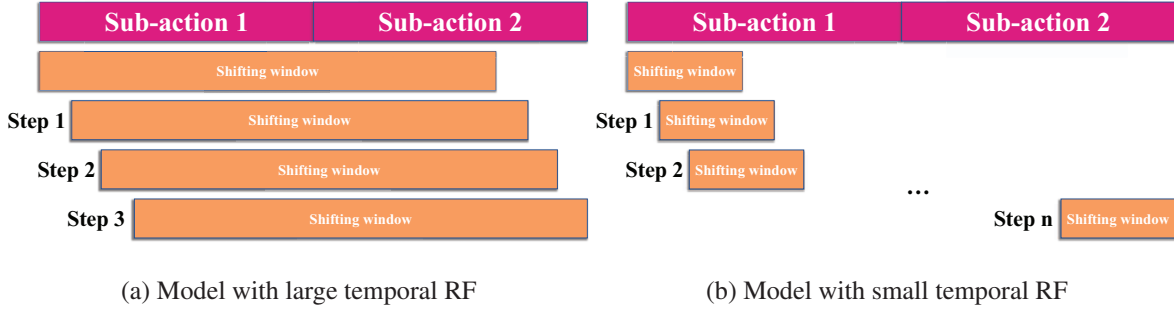 Sub-action 1 Sub-action 2
Shifting window
Step 1 Shifting window
Step 2 Shifting window
Step 3 Shifting window
(a) Model with large temporal RF
Sub-action 1 Sub-action 2
Shifting window
Step 1 Shifting window
Step 2 Shifting window
...
Step n Shifting window
(b) Model with small temporal RF